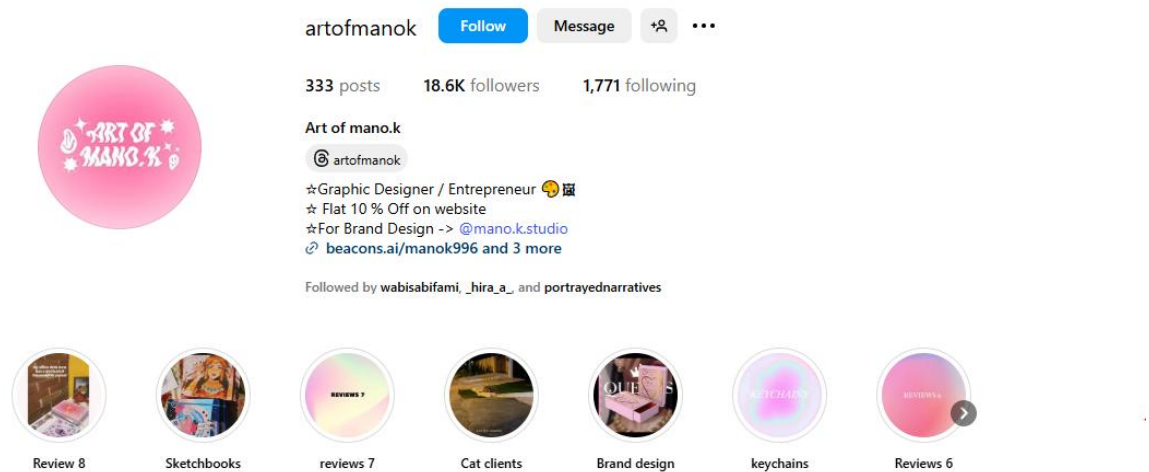 artofmanok Follow Message
333 posts 18.6K followers 1,771 following
ART OF
MANO.K
Art of mano.k
artofmanok
☆Graphic Designer / Entrepreneur 🎨🖼
☆ Flat 10 % Off on website
☆For Brand Design -> @mano.k.studio
beacons.ai/manok996 and 3 more
Followed by wabisabifami, _hira_a_, and portrayednarratives
REVIEWS 7
QUEENS
KEYCHAINS
REVIEWS 6
Review 8 Sketchbooks reviews 7 Cat clients Brand design keychains Reviews 6